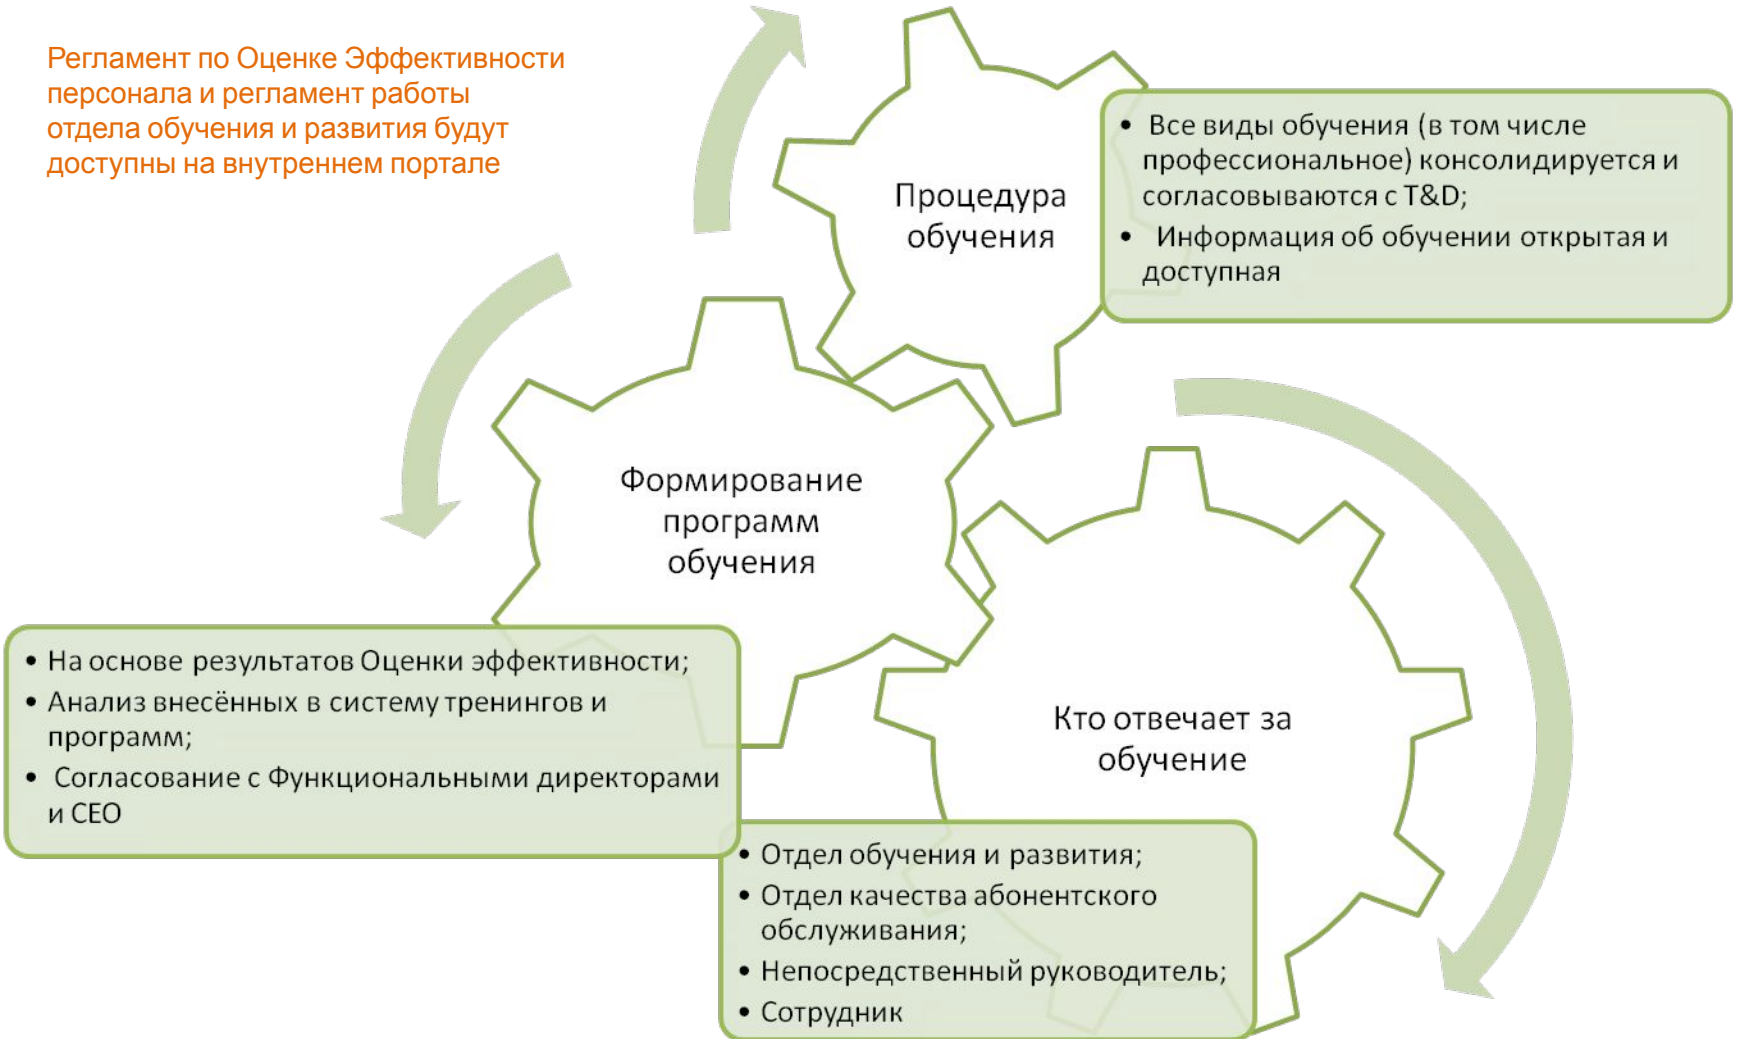 Регламент по Оценке Эффективности
персонала и регламент работы
отдела обучения и развития будут
доступны на внутреннем портале
Процедура
обучения
• Все виды обучения (в том числе
профессиональное) консолидируется и
согласовываются с T&D;
• Информация об обучении открытая и
доступная
Формирование
программ
обучения
• На основе результатов Оценки эффективности;
• Анализ внесённых в систему тренингов и
программ;
• Согласование с Функциональными директорами
и CEO
Кто отвечает за
обучение
• Отдел обучения и развития;
• Отдел качества абонентского
обслуживания;
• Непосредственный руководитель;
• Сотрудник